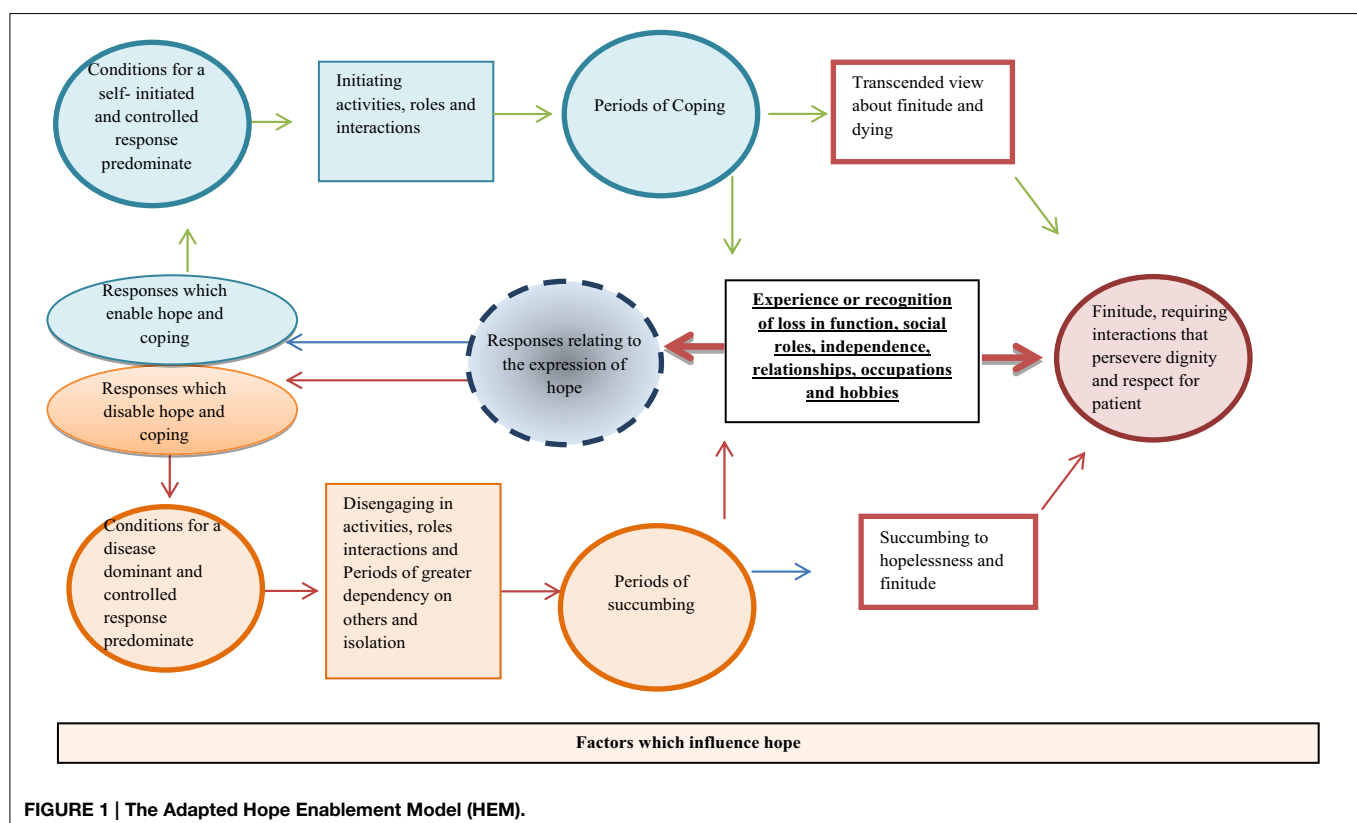 Conditions for a
self- initiated
and controlled
response
predominate
Initiating
activities, roles and
interactions
Periods of Coping
Transcended view
about finitude and
dying
Responses which
enable hope and
coping
Responses which
disable hope and
coping
Responses relating to
the expression of
hope
Experience or recognition
of loss in function, social
roles, independence,
relationships, occupations
and hobbies
Finitude, requiring
interactions that
persevere dignity
and respect for
patient
Conditions for a
disease
dominant and
controlled
response
predominate
Disengaging in
activities, roles
interactions and
Periods of greater
dependency on
others and
isolation
Periods of
succumbing
Succumbing to
hopelessness and
finitude
Factors which influence hope
FIGURE 1 | The Adapted Hope Enablement Model (HEM).